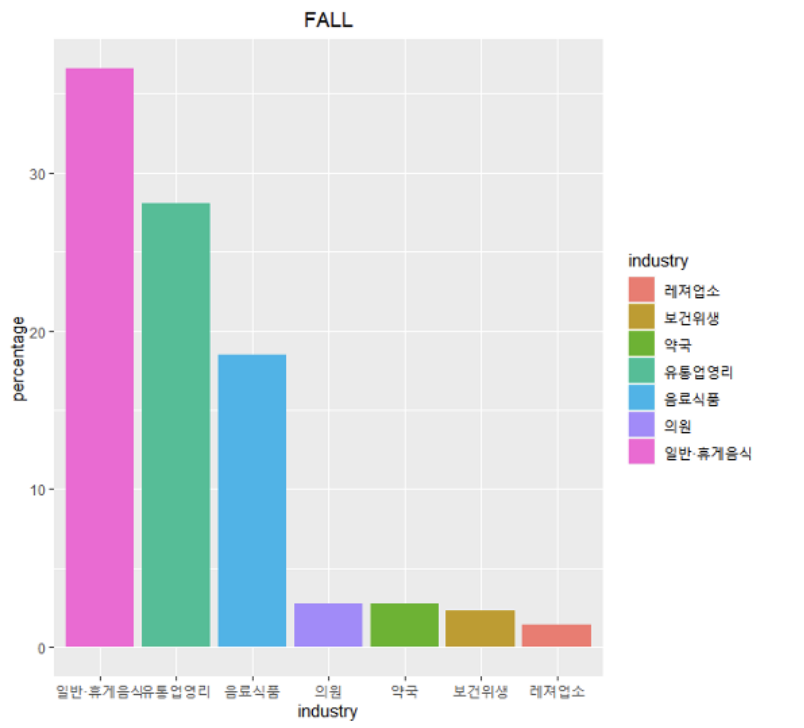 FALL
percentage
30
20
10
0
일반·휴게음식 유통업영리 음료식품 의원 약국 보건위생 레져업소
industry
industry
레져업소
보건위생
약국
유통업영리
음료식품
의원
일반·휴게음식